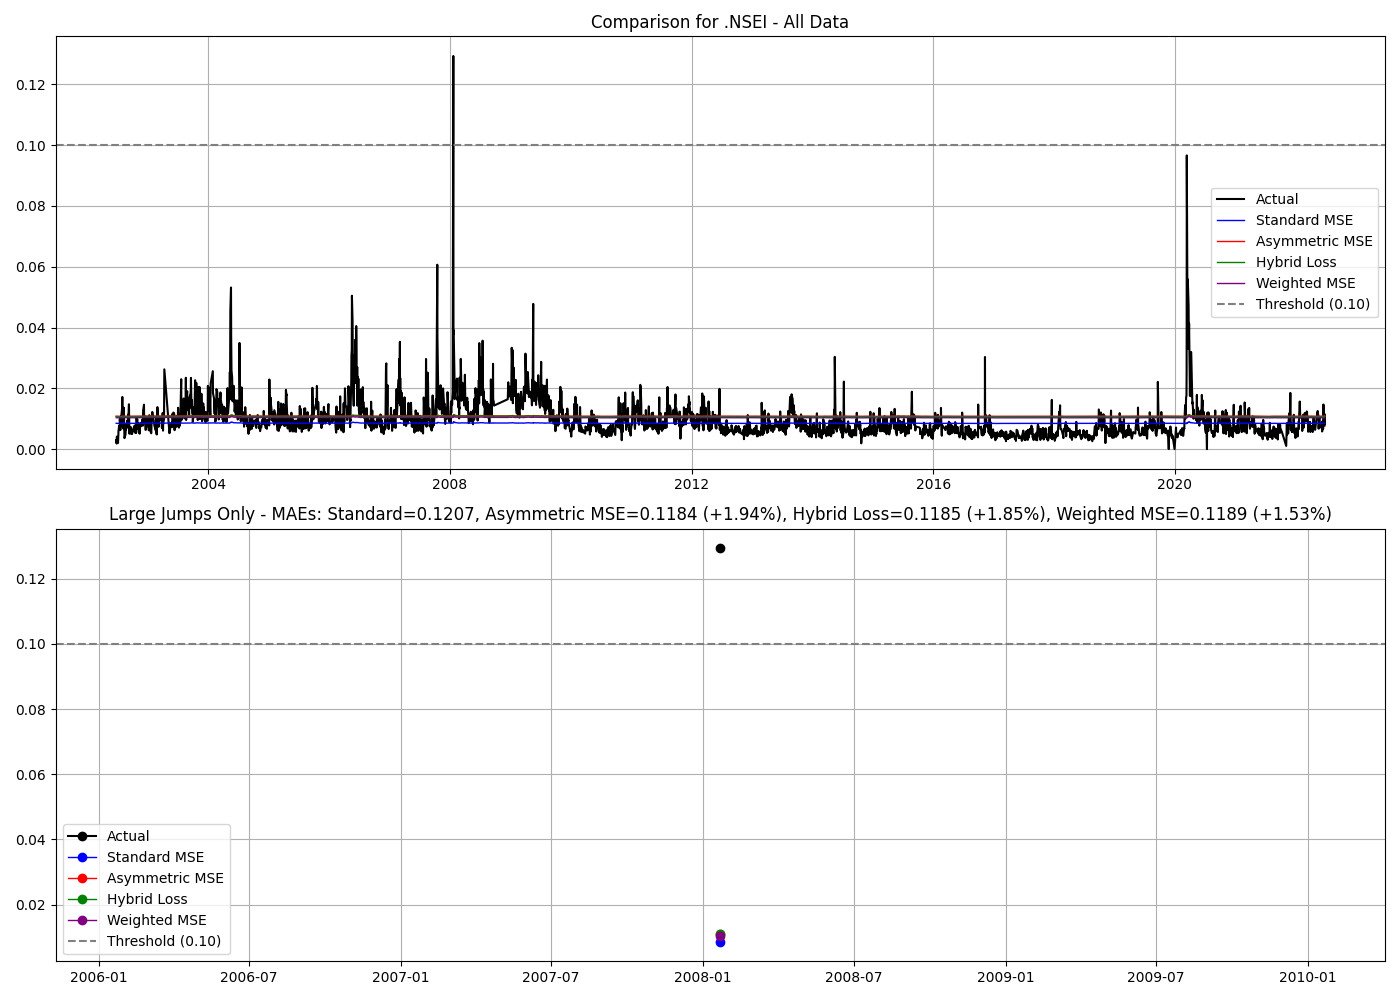 Comparison for .NSEI - All Data
0.12
0.10
0.08
0.06
0.04
0.02
0.00
Actual
Standard MSE
Asymmetric MSE
Hybrid Loss
Weighted MSE
Threshold (0.10)
2004
2008
2012
2016
2020
Large Jumps Only - MAEs: Standard=0.1207, Asymmetric MSE=0.1184 (+1.94%), Hybrid Loss=0.1185 (+1.85%), Weighted MSE=0.1189 (+1.53%)
0.12
0.10
0.08
0.06
0.04
0.02
Actual
Standard MSE
Asymmetric MSE
Hybrid Loss
Weighted MSE
Threshold (0.10)
2006-01
2006-07
2007-01
2007-07
2008-01
2008-07
2009-01
2009-07
2010-01